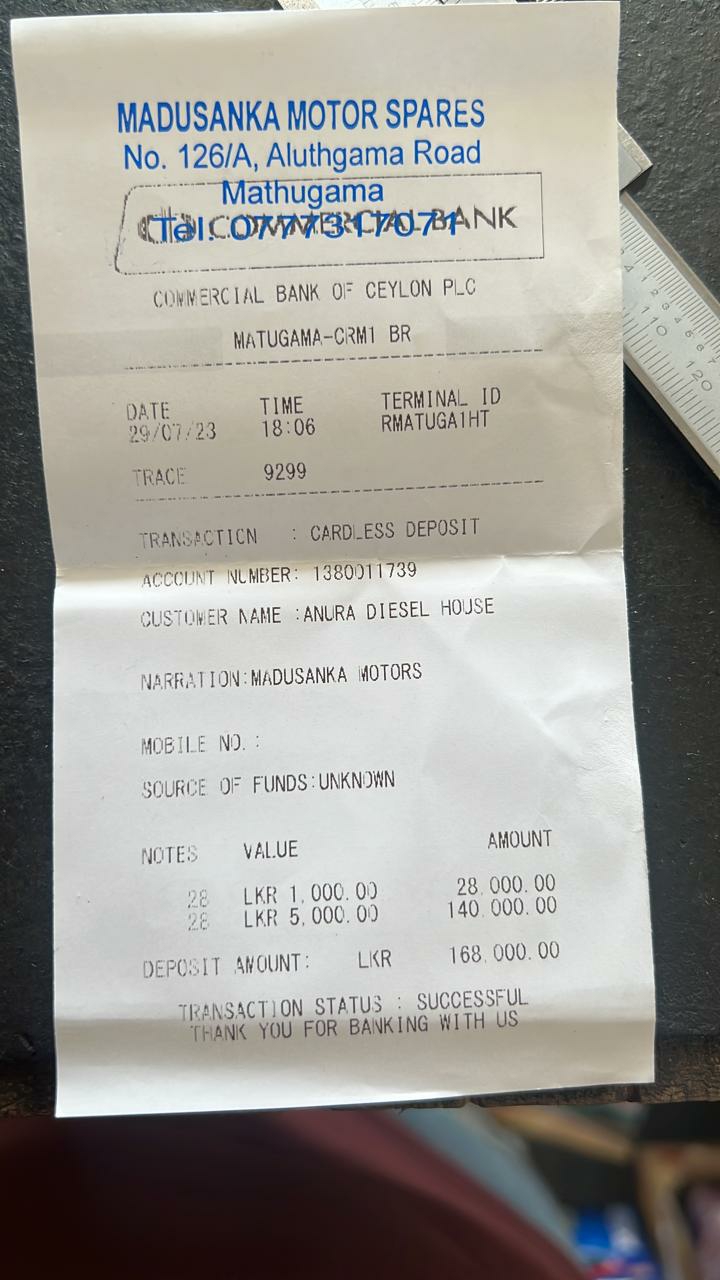 MADUSANKA MOTOR SPARES
No. 126/A, Aluthgama Road
Mathugama
Tel. 0777317071
COMMERCIAL BANK
COMMERCIAL BANK OF CEYLON PLC
MATUGAMA-CRM1 BR
DATE TIME TERMINAL ID
29/07/23 18:06 RMATUGA1HT
TRACE 9299
TRANSACTION : CARDLESS DEPOSIT
ACCOUNT NUMBER: 1380011739
CUSTOMER NAME :ANURA DIESEL HOUSE
NARRATION:MADUSANKA MOTORS
MOBILE NO. :
SOURCE OF FUNDS:UNKNOWN
NOTES VALUE AMOUNT
28 LKR 1,000.00 28,000.00
28 LKR 5,000.00 140,000.00
DEPOSIT AMOUNT: LKR 168,000.00
TRANSACTION STATUS : SUCCESSFUL
THANK YOU FOR BANKING WITH US
110
120